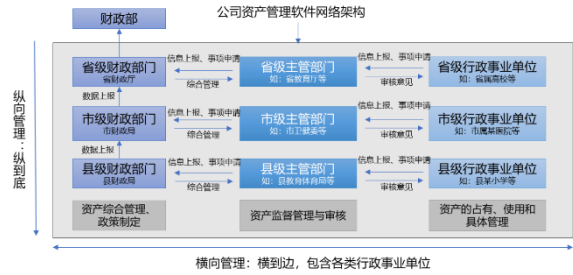 财政部
公司资产管理软件网络架构
省级财政部门
省财政厅
信息上报、事项申请
综合管理
省级主管部门
如：省教育厅等
信息上报、事项申请
审核意见
省级行政事业单位
如：省属高校等
数据上报
市级财政部门
市财政局
信息上报、事项申请
综合管理
市级主管部门
如：市卫健委等
信息上报、事项申请
审核意见
市级行政事业单位
如：市属某医院等
数据上报
县级财政部门
县财政局
信息上报、事项申请
综合管理
县级主管部门
如：县教育体育局等
信息上报、事项申请
审核意见
县级行政事业单位
如：县某小学等
资产综合管理、
政策制定
资产监督管理与审核
资产的占有、使用和
具体管理
纵向管理：纵到底
横向管理：横到边，包含各类行政事业单位